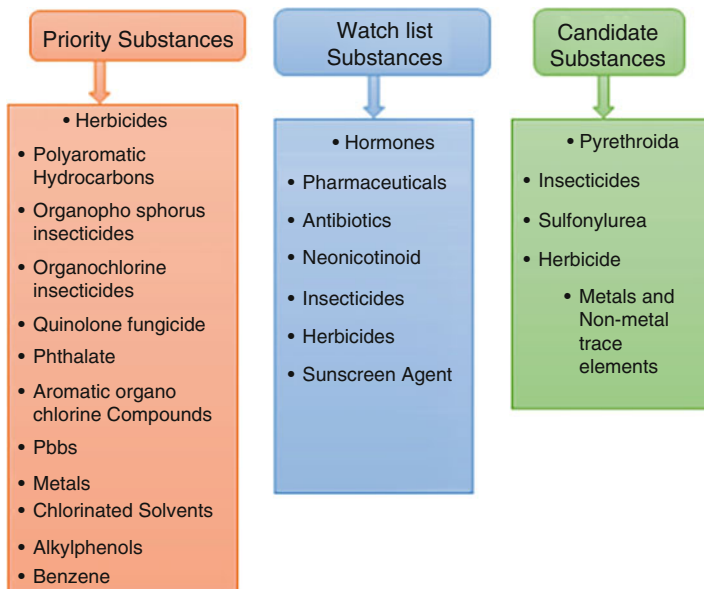 Priority Substances
• Herbicides
• Polyaromatic
Hydrocarbons
• Organopho sphorus
insecticides
• Organochlorine
insecticides
• Quinolone fungicide
• Phthalate
• Aromatic organo
chlorine Compounds
• Pbbs
• Metals
• Chlorinated Solvents
• Alkylphenols
• Benzene
Watch list
Substances
• Hormones
• Pharmaceuticals
• Antibiotics
• Neonicotinoid
• Insecticides
• Herbicides
• Sunscreen Agent
Candidate
Substances
• Pyrethroida
• Insecticides
• Sulfonylurea
• Herbicide
• Metals and
Non-metal
trace
elements